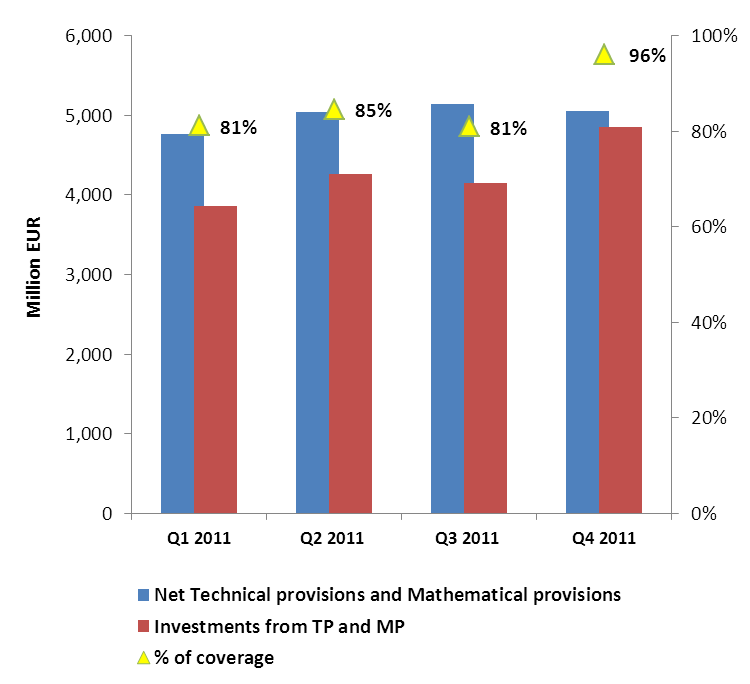 6,000
5,000
4,000
3,000
2,000
1,000
0
Million EUR
100%
80%
60%
40%
20%
0%
81%
85%
81%
96%
Q1 2011
Q2 2011
Q3 2011
Q4 2011
Net Technical provisions and Mathematical provisions
Investments from TP and MP
% of coverage